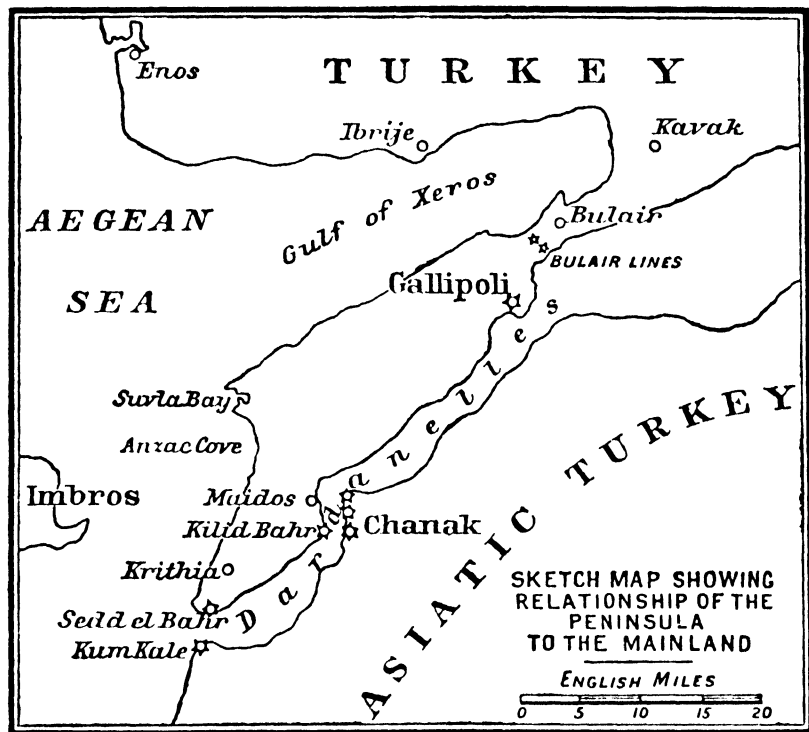 Enos
TURKEY
Ibrije
Kavak
Gulf of Xeros
AEGEAN
SEA
Bulair
BULAIR LINES
Gallipoli
Suvla Bay
Anzac Cove
Imbros
Maidos
Kilid Bahr
Chanak
Dardanelles
ASIATIC TURKEY
Krithia
Sedd el Bahr
Kum Kale
SKETCH MAP SHOWING
RELATIONSHIP OF THE
PENINSULA
TO THE MAINLAND
ENGLISH MILES
0 5 10 15 20